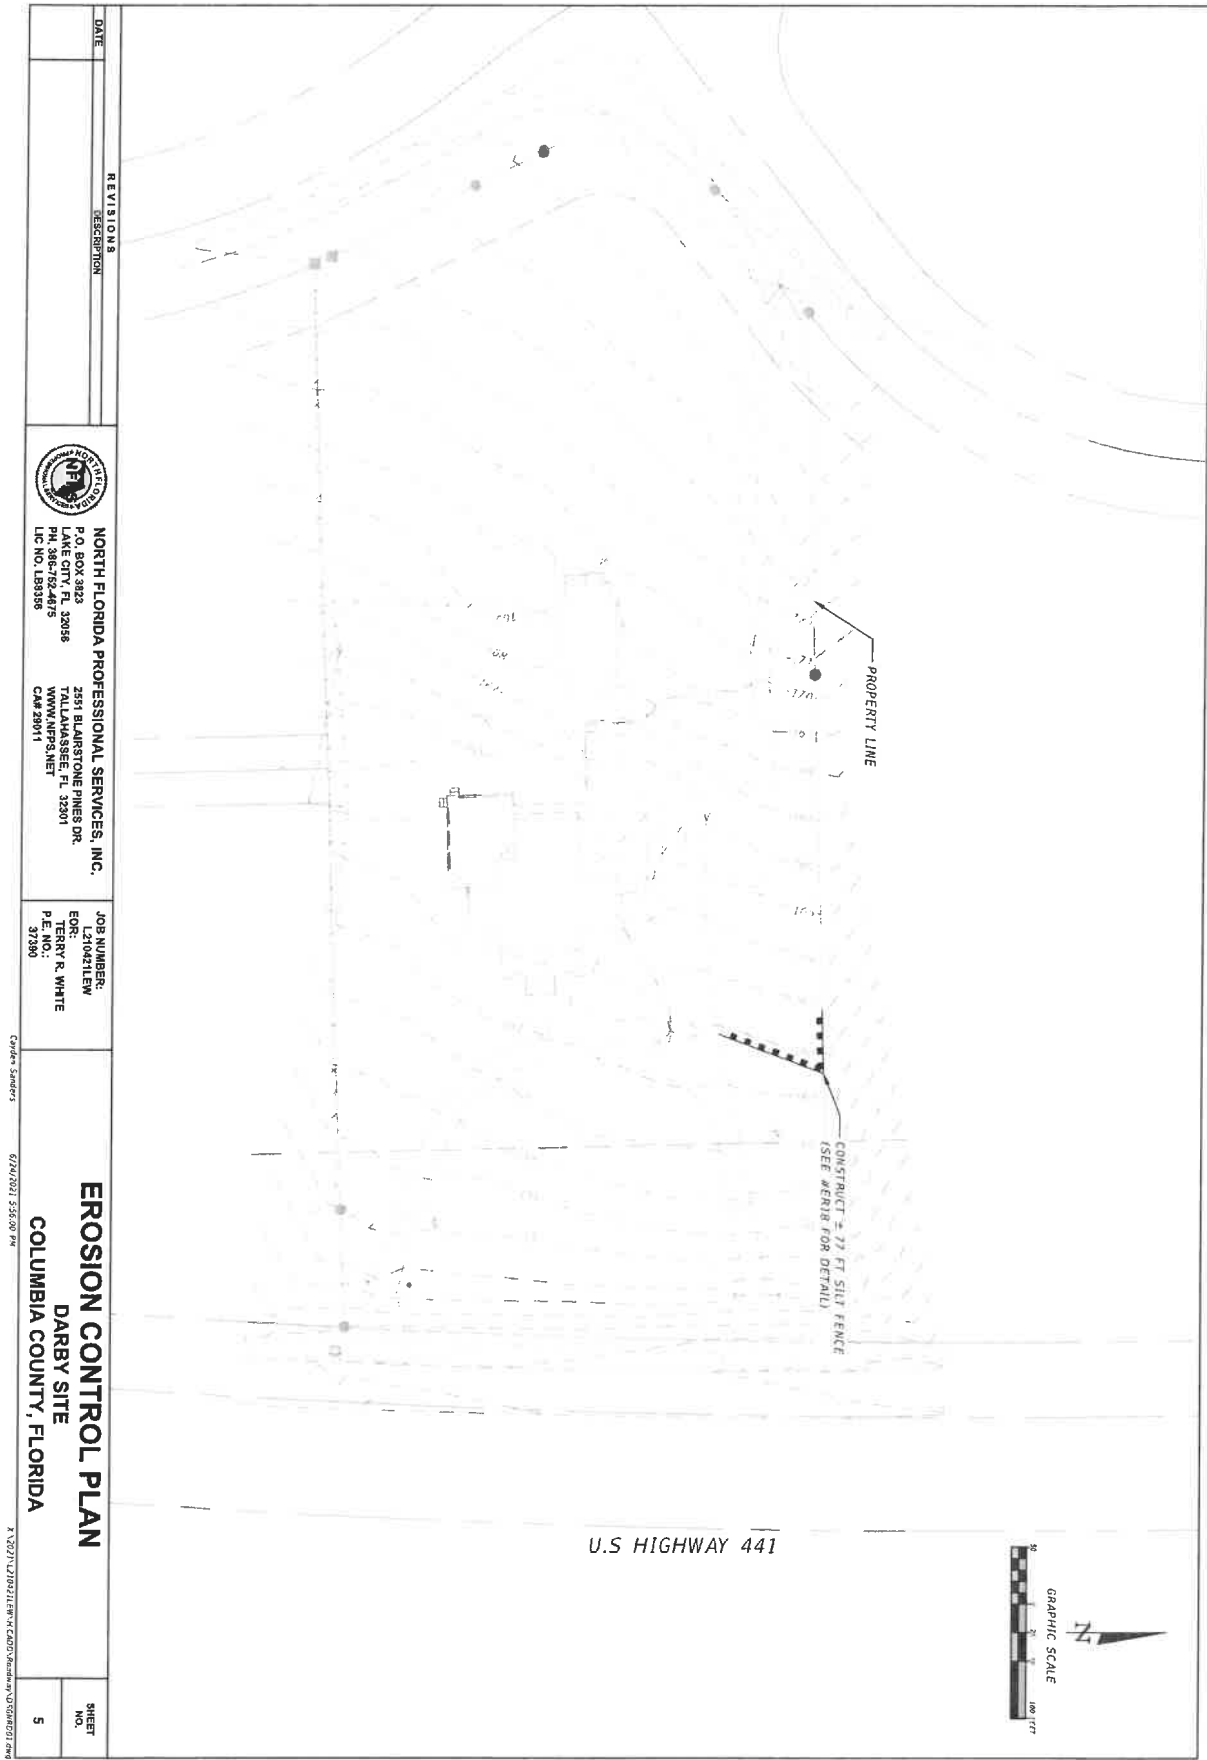 PROPERTY LINE
CONSTRUCT ± 77 FT SILT FENCE
(SEE #ER1B FOR DETAIL)
U.S HIGHWAY 441
N
GRAPHIC SCALE
50
100
REVISIONS
DATE
DESCRIPTION
NORTH FLORIDA PROFESSIONAL SERVICES, INC.
P.O. BOX 3823
LAKE CITY, FL 32056
PH. 386-752-4675
LIC NO. LB8356
2551 BLAIRSTONE PINES DR.
TALLAHASSEE, FL 32301
WWW.NFPS.NET
CA# 29011
JOB NUMBER:
L210421LEW
EOR:
TERRY R. WHITE
P.E. NO.:
37390
EROSION CONTROL PLAN
DARBY SITE
COLUMBIA COUNTY, FLORIDA
SHEET
NO.
5
Cayden Sanders
6/24/2021 5:56:00 PM